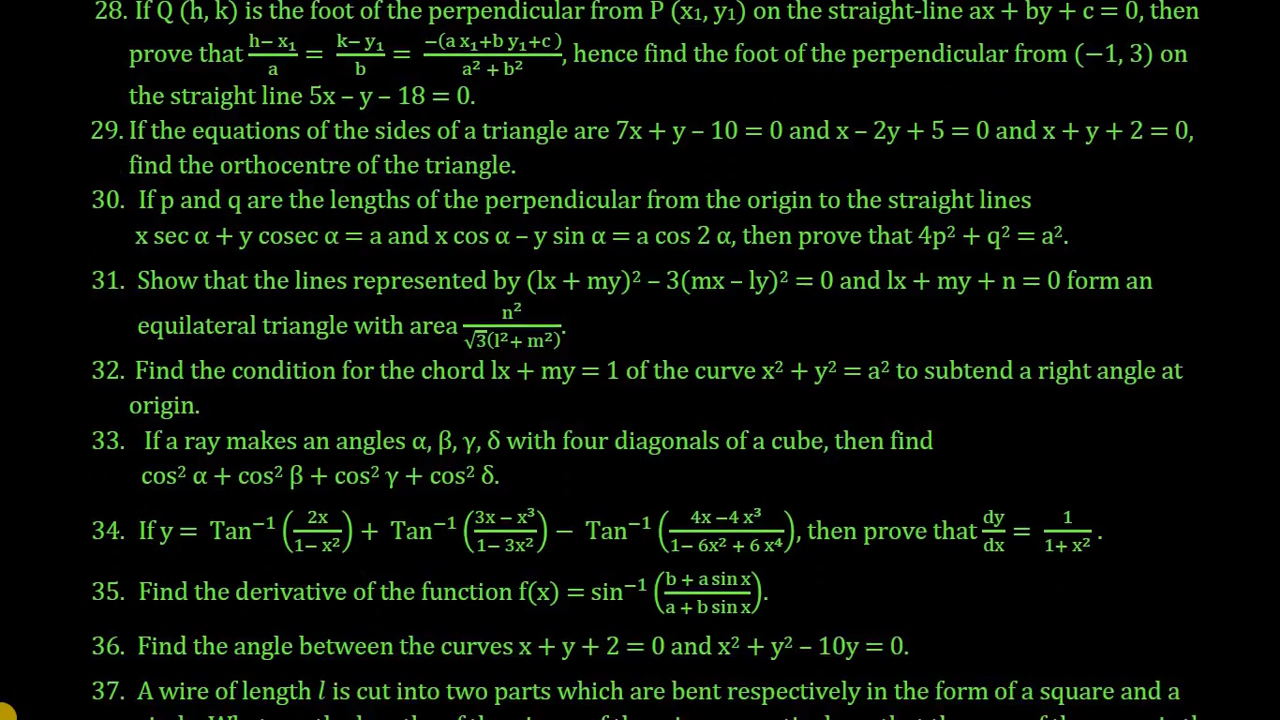 28. If Q (h, k) is the foot of the perpendicular from P (x₁, y₁) on the straight-line ax + by + c = 0, then
prove that (h– x₁)/a = (k– y₁)/b = (–(a x₁+b y₁+c ))/(a² + b²), hence find the foot of the perpendicular from (−1, 3) on
the straight line 5x – y – 18 = 0.
29. If the equations of the sides of a triangle are 7x + y – 10 = 0 and x – 2y + 5 = 0 and x + y + 2 = 0,
find the orthocentre of the triangle.
30. If p and q are the lengths of the perpendicular from the origin to the straight lines
x sec α + y cosec α = a and x cos α – y sin α = a cos 2 α, then prove that 4p² + q² = a².
31. Show that the lines represented by (lx + my)² – 3(mx – ly)² = 0 and lx + my + n = 0 form an
equilateral triangle with area n²/(√3(l²+ m²)).
32. Find the condition for the chord lx + my = 1 of the curve x² + y² = a² to subtend a right angle at
origin.
33. If a ray makes an angles α, β, γ, δ with four diagonals of a cube, then find
cos² α + cos² β + cos² γ + cos² δ.
34. If y = Tan⁻¹ (2x/(1– x²)) + Tan⁻¹ ((3x – x³)/(1– 3x²)) − Tan⁻¹ ((4x –4 x³)/(1– 6x² + 6 x⁴)), then prove that dy/dx = 1/(1+ x²) .
35. Find the derivative of the function f(x) = sin⁻¹ ((b + a sin x)/(a + b sin x)).
36. Find the angle between the curves x + y + 2 = 0 and x² + y² – 10y = 0.
37. A wire of length l is cut into two parts which are bent respectively in the form of a square and a